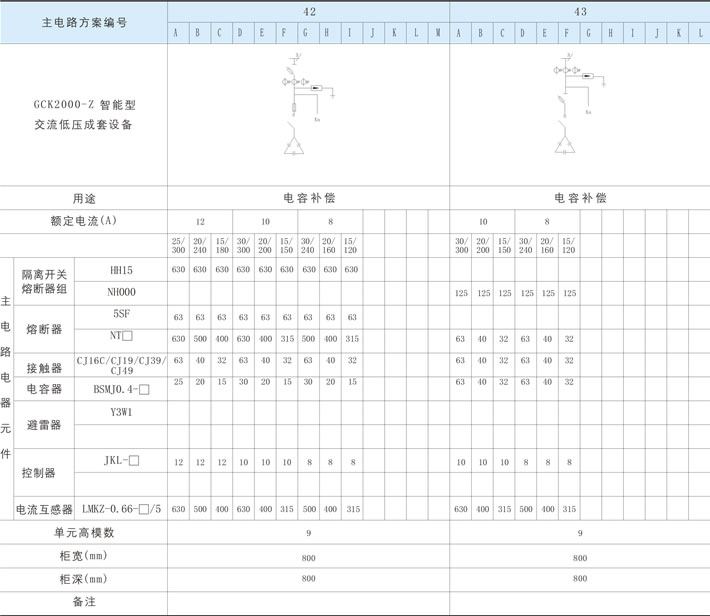 主电路方案编号 42 43
A B C D E F G H I J K L M A B C D E F G H I J K L
GCK2000-Z 智能型
交流低压成套设备
用途 电容补偿 电容补偿
额定电流(A) 12 10 8 10 8
25/300 20/240 15/180 30/300 20/200 15/150 30/240 20/160 15/120 30/300 20/200 15/150 30/240 20/160 15/120
主电路电器元件
隔离开关熔断器组 HH15 630 630 630 630 630 630 630 630 630
NH000 125 125 125 125 125 125
熔断器 5SF 63 63 63 63 63 63 63 63 63
NT□ 630 500 400 630 400 315 500 400 315 63 40 32 63 40 32
接触器 CJ16C/CJ19/CJ39/CJ49 63 40 32 63 40 32 63 40 32 63 40 32 63 40 32
电容器 BSMJ0.4-□ 25 20 15 30 20 15 30 20 15 63 40 32 63 40 32
避雷器 Y3W1
控制器 JKL-□ 12 12 12 10 10 10 8 8 8 10 10 10 8 8 8
电流互感器 LMKZ-0.66-□/5 630 500 400 630 400 315 500 400 315 630 400 315 500 400 315
单元高模数 9 9
柜宽(mm) 800 800
柜深(mm) 800 800
备注